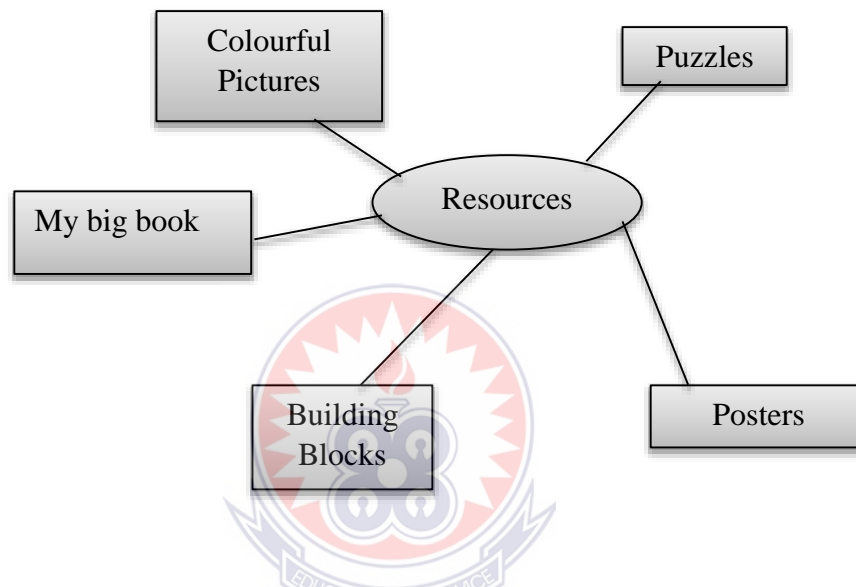 Colourful
Pictures
Puzzles
Resources
My big book
Building
Blocks
Posters